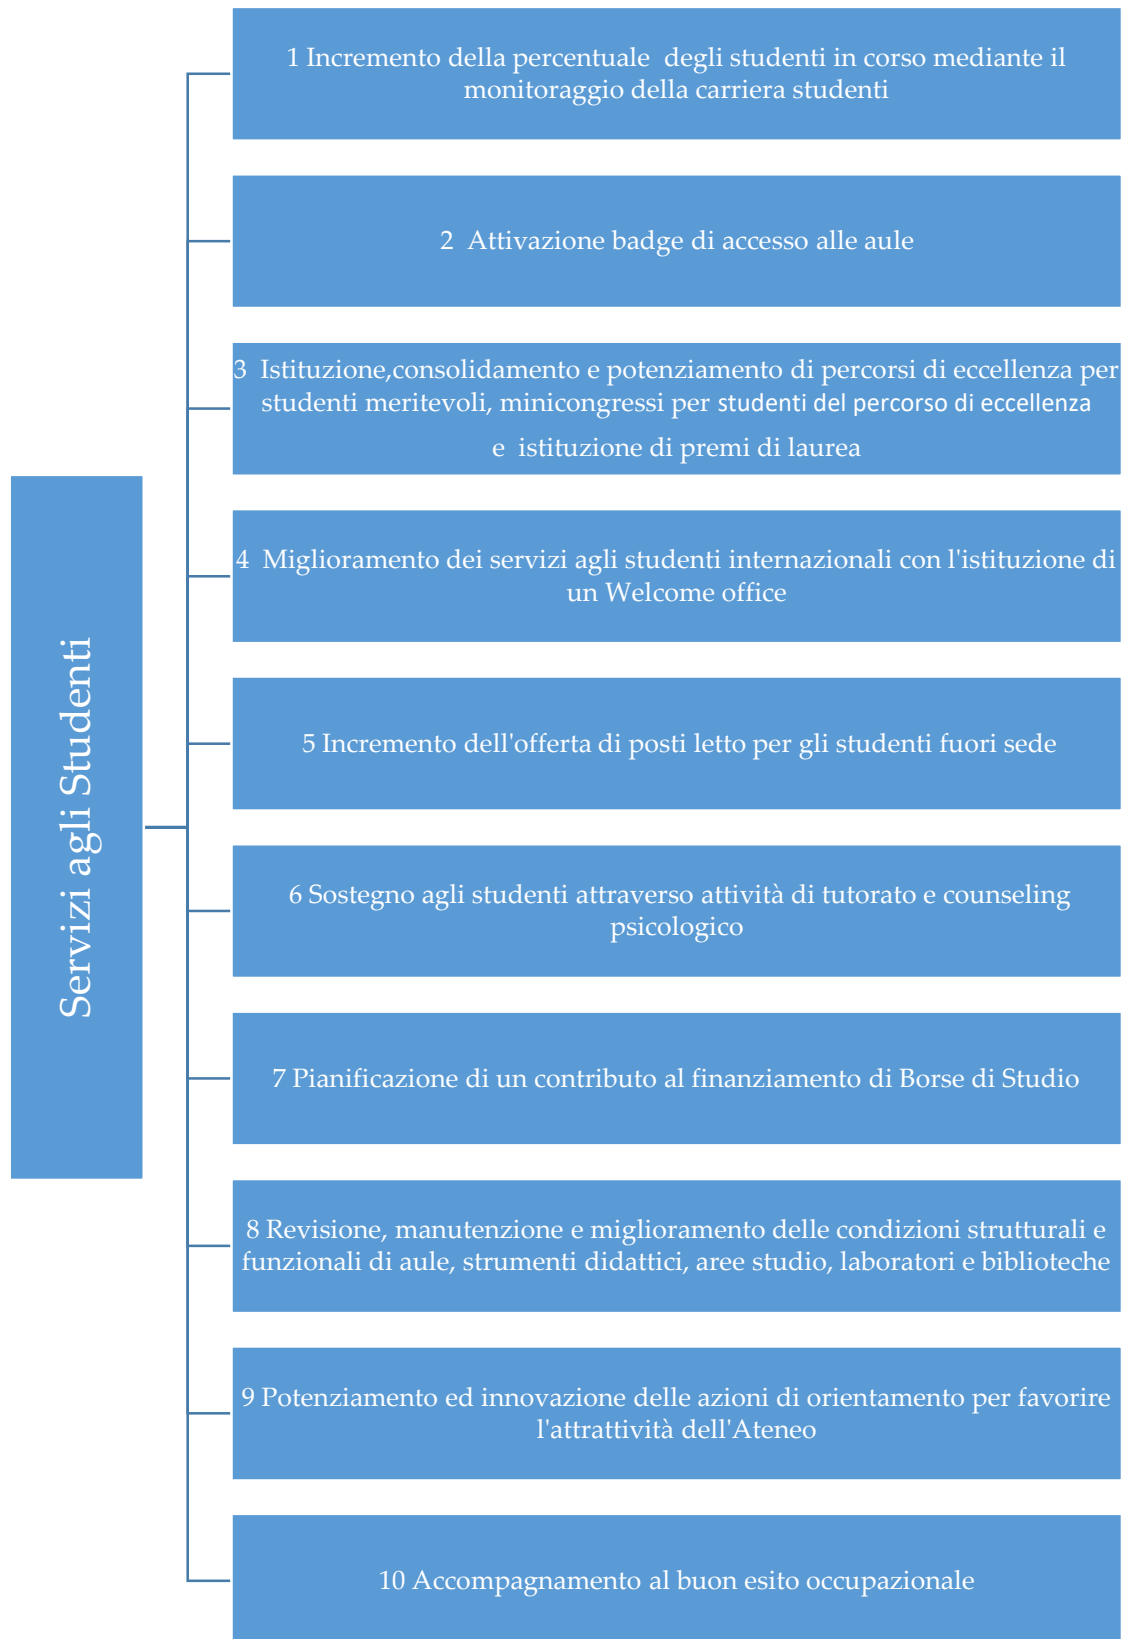 1 Incremento della percentuale  degli studenti in corso mediante il
monitoraggio della carriera studenti
2  Attivazione badge di accesso alle aule
3  Istituzione,consolidamento e potenziamento di percorsi di eccellenza per
studenti meritevoli, minicongressi per studenti del percorso di eccellenza
e  istituzione di premi di laurea
4  Miglioramento dei servizi agli studenti internazionali con l'istituzione di
un Welcome office
Servizi agli Studenti
5 Incremento dell'offerta di posti letto per gli studenti fuori sede
6 Sostegno agli studenti attraverso attività di tutorato e counseling
psicologico
7 Pianificazione di un contributo al finanziamento di Borse di Studio
8 Revisione, manutenzione e miglioramento delle condizioni strutturali e
funzionali di aule, strumenti didattici, aree studio, laboratori e biblioteche
9 Potenziamento ed innovazione delle azioni di orientamento per favorire
l'attrattività dell'Ateneo
10 Accompagnamento al buon esito occupazionale